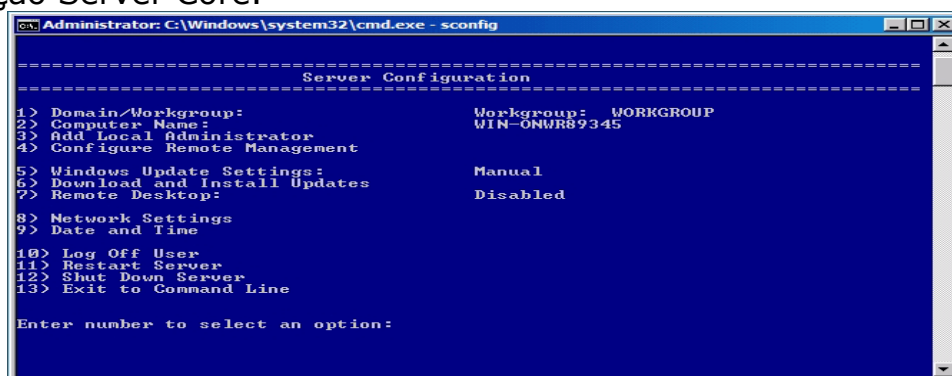 ção Server Core.
Administrator: C:\Windows\system32\cmd.exe - sconfig
===============================================================================
Server Configuration
===============================================================================
1) Domain/Workgroup: Workgroup: WORKGROUP
2) Computer Name: WIN-ONWR89345
3) Add Local Administrator
4) Configure Remote Management
5) Windows Update Settings: Manual
6) Download and Install Updates
7) Remote Desktop: Disabled
8) Network Settings
9) Date and Time
10) Log Off User
11) Restart Server
12) Shut Down Server
13) Exit to Command Line
Enter number to select an option: